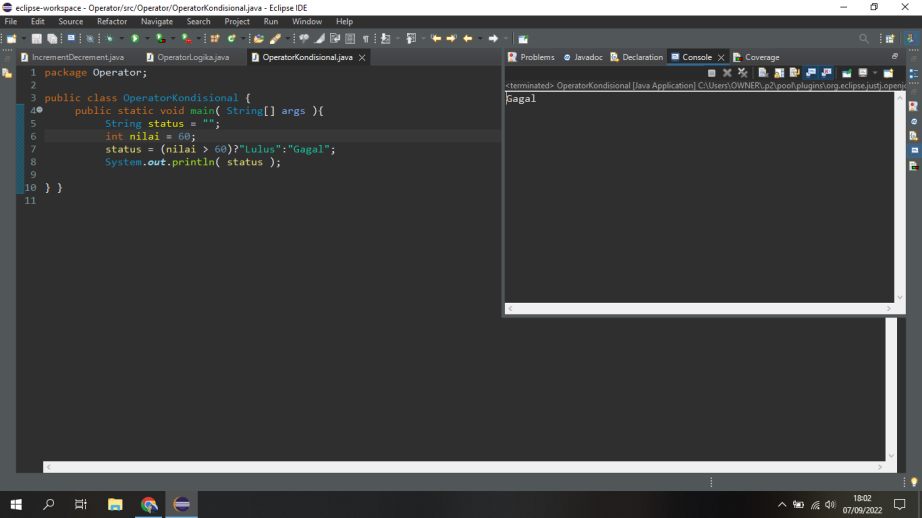 eclipse-workspace - Operator/src/Operator/OperatorKondisional.java - Eclipse IDE
File Edit Source Refactor Navigate Search Project Run Window Help
IncrementDecrement.java OperatorLogika.java OperatorKondisional.java
1 package Operator;
2
3 public class OperatorKondisional {
4 public static void main( String[] args ){
5 String status = "";
6 int nilai = 60;
7 status = (nilai > 60)?"Lulus":"Gagal";
8 System.out.println( status );
9
10 } }
11
Problems Javadoc Declaration Console Coverage
<terminated> OperatorKondisional [Java Application] C:\Users\OWNER\.p2\pool\plugins\org.eclipse.justj.openjc
Gagal
18:02
07/09/2022